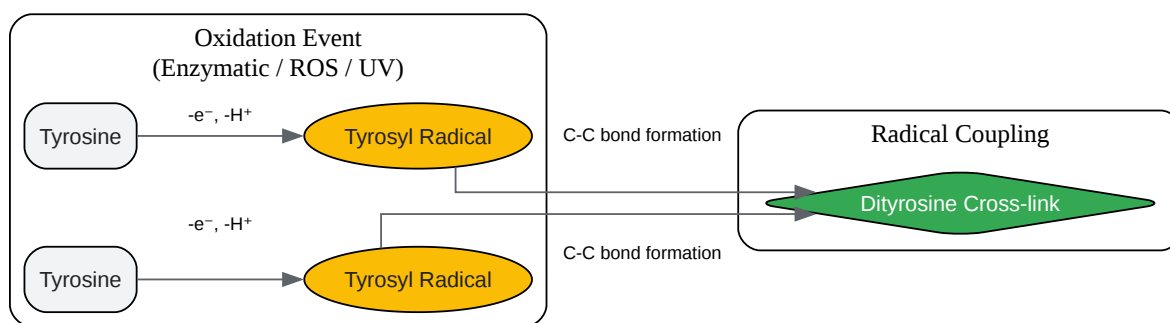 Oxidation Event
(Enzymatic / ROS / UV)
-e⁻, -H⁺
Tyrosine
Tyrosyl Radical
C-C bond formation
-e⁻, -H⁺
Tyrosine
Tyrosyl Radical
C-C bond formation
Radical Coupling
Dityrosine Cross-link